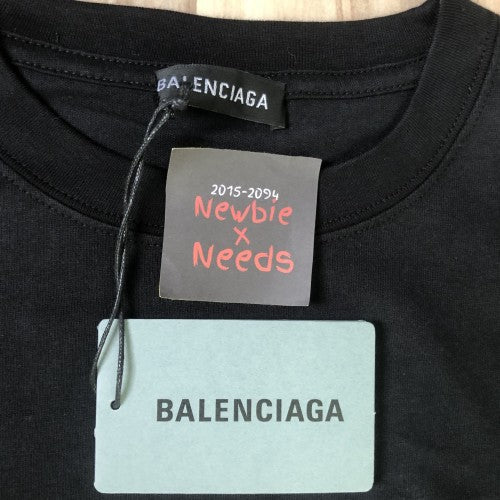 BALENCIAGA
2015-2094
Newbie
x
Needs
BALENCIAGA